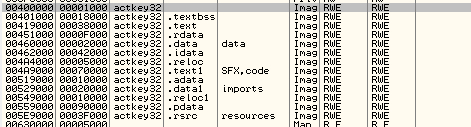 00400000 00001000 actkey32 Imag RWE RWE
00401000 00018000 actkey32 .textbss Imag RWE RWE
00419000 00038000 actkey32 .text Imag RWE RWE
00451000 0000F000 actkey32 .rdata Imag RWE RWE
00460000 00002000 actkey32 .data data Imag RWE RWE
00462000 00042000 actkey32 .idata Imag RWE RWE
004A4000 00005000 actkey32 .reloc Imag RWE RWE
004A9000 00070000 actkey32 .text1 SFX,code Imag RWE RWE
00519000 00010000 actkey32 .adata Imag RWE RWE
00529000 00020000 actkey32 .data1 imports Imag RWE RWE
00549000 00010000 actkey32 .reloc1 Imag RWE RWE
00559000 00090000 actkey32 .pdata Imag RWE RWE
005E9000 0003F000 actkey32 .rsrc resources Imag RWE RWE
00630000 00005000 Map R E R E